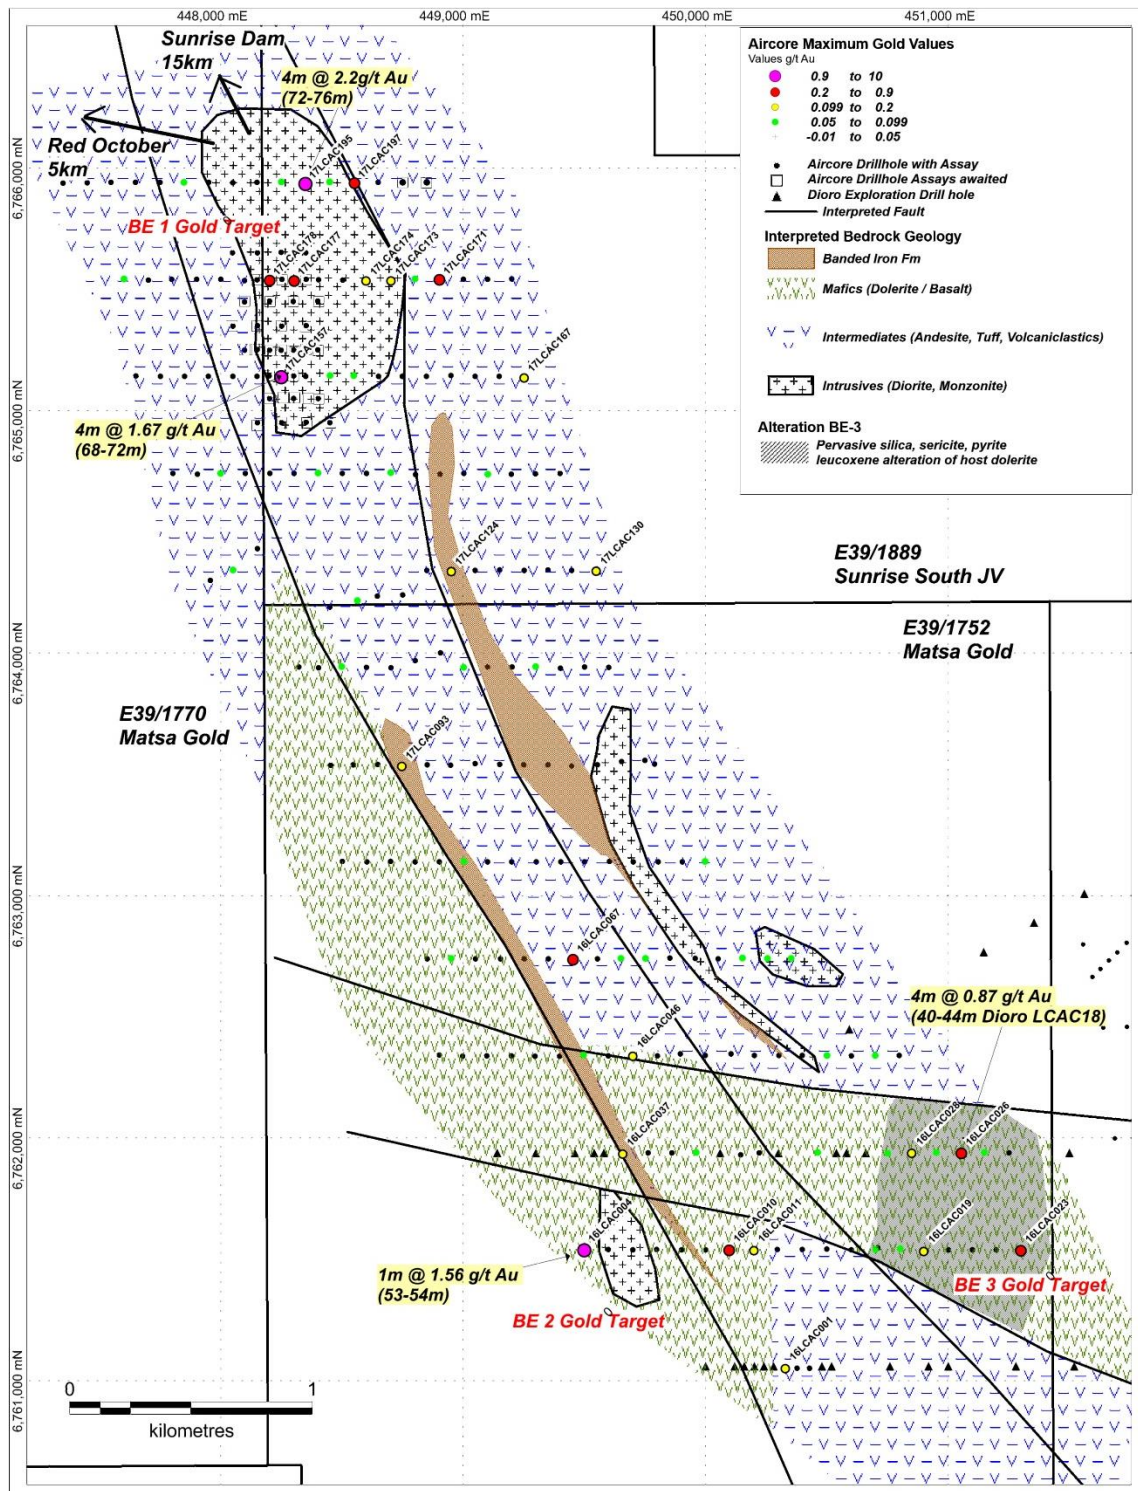 448,000 mE
449,000 mE
450,000 mE
451,000 mE
Sunrise Dam
15km
4m @ 2.2g/t Au
(72-76m)
Red October
5km
17LCAC195
17LCAC197
6,766,000 mN
BE 1 Gold Target
17LCAC178
17LCAC177
17LCAC174
17LCAC173
17LCAC171
17LCAC157
17LCAC167
4m @ 1.67 g/t Au
(68-72m)
6,765,000 mN
Aircore Maximum Gold Values
Values g/t Au
0.9 to 10
0.2 to 0.9
0.099 to 0.2
0.05 to 0.099
-0.01 to 0.05
Aircore Drillhole with Assay
Aircore Drillhole Assays awaited
Dioro Exploration Drill hole
Interpreted Fault
Interpreted Bedrock Geology
Banded Iron Fm
Mafics (Dolerite / Basalt)
Intermediates (Andesite, Tuff, Volcaniclastics)
Intrusives (Diorite, Monzonite)
Alteration BE-3
Pervasive silica, sericite, pyrite
leucoxene alteration of host dolerite
17LCAC124
17LCAC130
E39/1889
Sunrise South JV
E39/1752
Matsa Gold
6,764,000 mN
E39/1770
Matsa Gold
17LCAC093
6,763,000 mN
16LCAC067
16LCAC046
4m @ 0.87 g/t Au
(40-44m Dioro LCAC18)
16LCAC037
16LCAC028
16LCAC026
6,762,000 mN
16LCAC004
16LCAC010
16LCAC011
16LCAC019
16LCAC023
1m @ 1.56 g/t Au
(53-54m)
0
0
BE 2 Gold Target
BE 3 Gold Target
16LCAC001
6,761,000 mN
0
1
kilometres